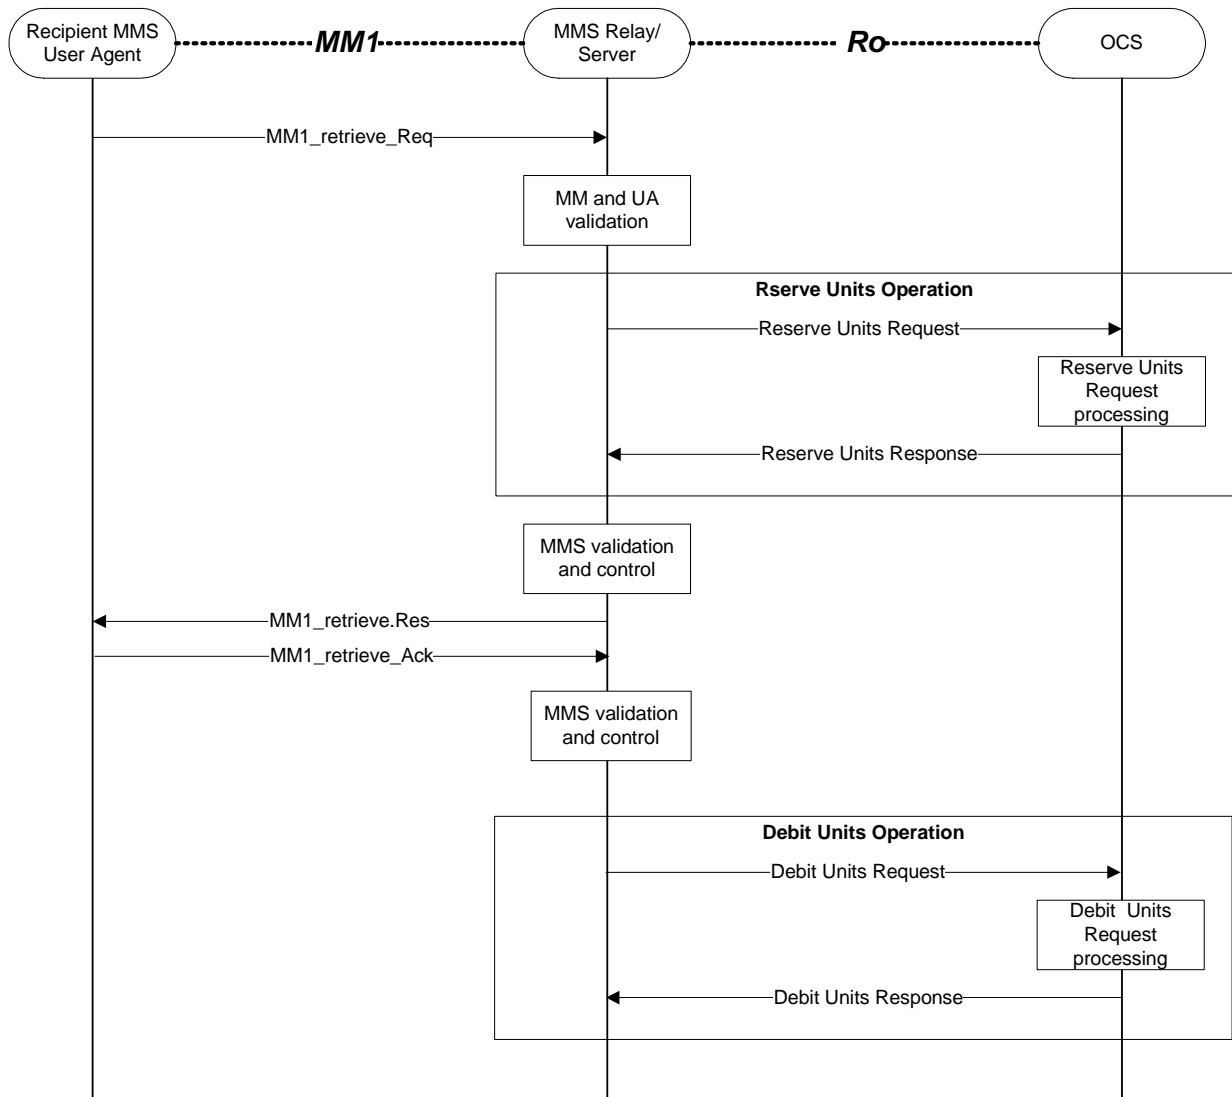 Recipient MMS
User Agent
MM1
MMS Relay/
Server
Ro
OCS
MM1_retrieve_Req
MM and UA
validation
Rserve Units Operation
Reserve Units Request
Reserve Units
Request
processing
Reserve Units Response
MMS validation
and control
MM1_retrieve.Res
MM1_retrieve_Ack
MMS validation
and control
Debit Units Operation
Debit Units Request
Debit  Units
Request
processing
Debit Units Response